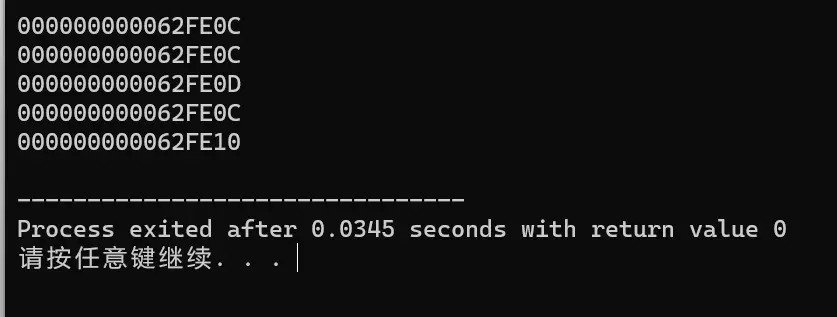 000000000062FE0C
000000000062FE0C
000000000062FE0D
000000000062FE0C
000000000062FE10
--------------------------------
Process exited after 0.0345 seconds with return value 0
请按任意键继续. . .